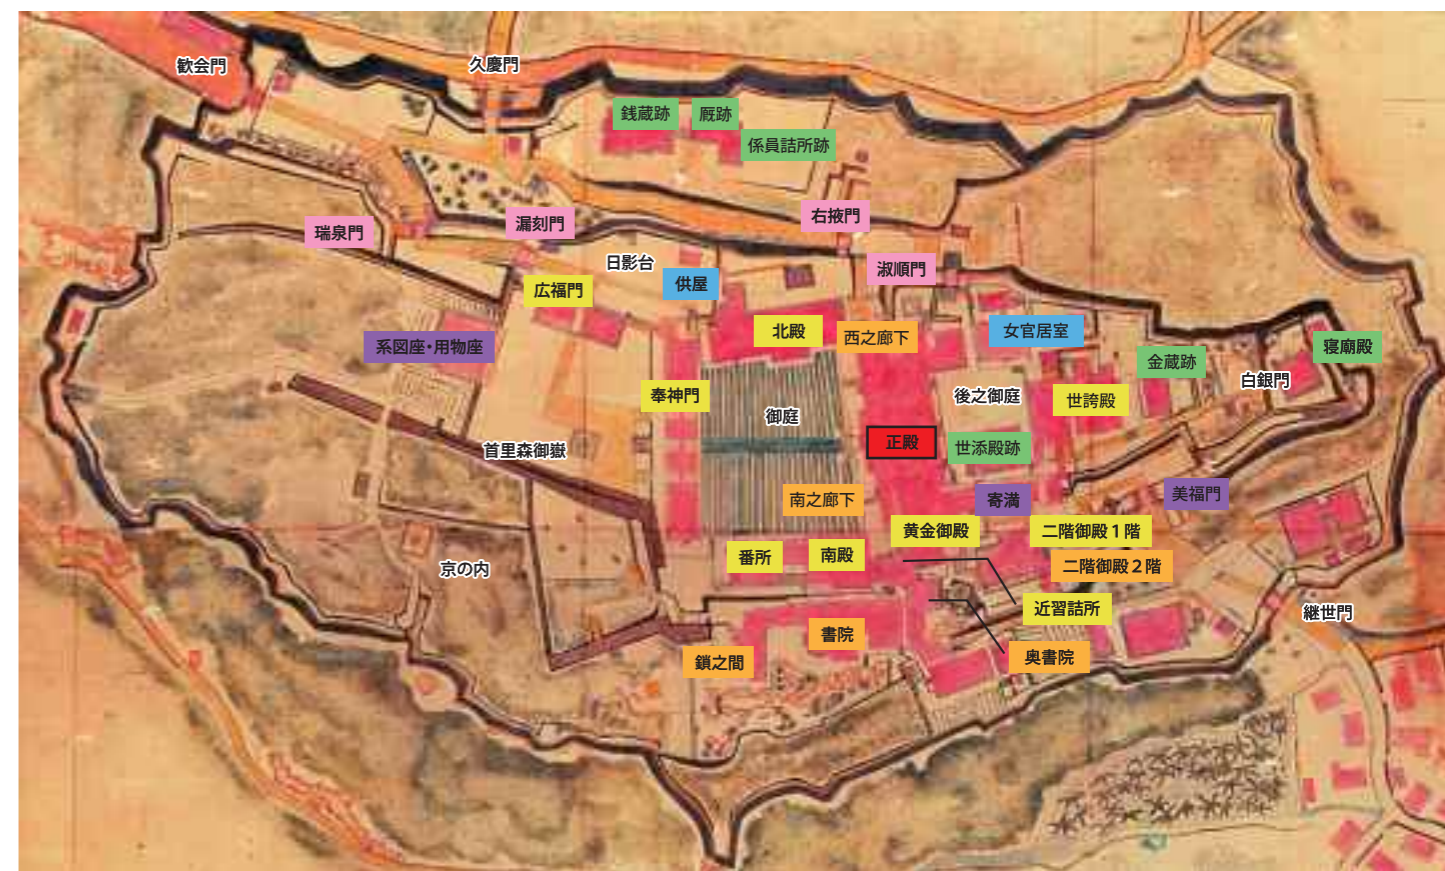 歓会門
久慶門
銭蔵跡
厩跡
係員詰所跡
右掖門
漏刻門
瑞泉門
日影台
淑順門
供屋
広福門
北殿
西之廊下
女官居室
系図座・用物座
寝廟殿
金蔵跡
白銀門
奉神門
後之御庭
世誇殿
御庭
正殿
世添殿跡
首里森御嶽
南之廊下
寄満
美福門
黄金御殿
二階御殿1階
番所
南殿
二階御殿2階
京の内
近習詰所
継世門
書院
鎖之間
奥書院